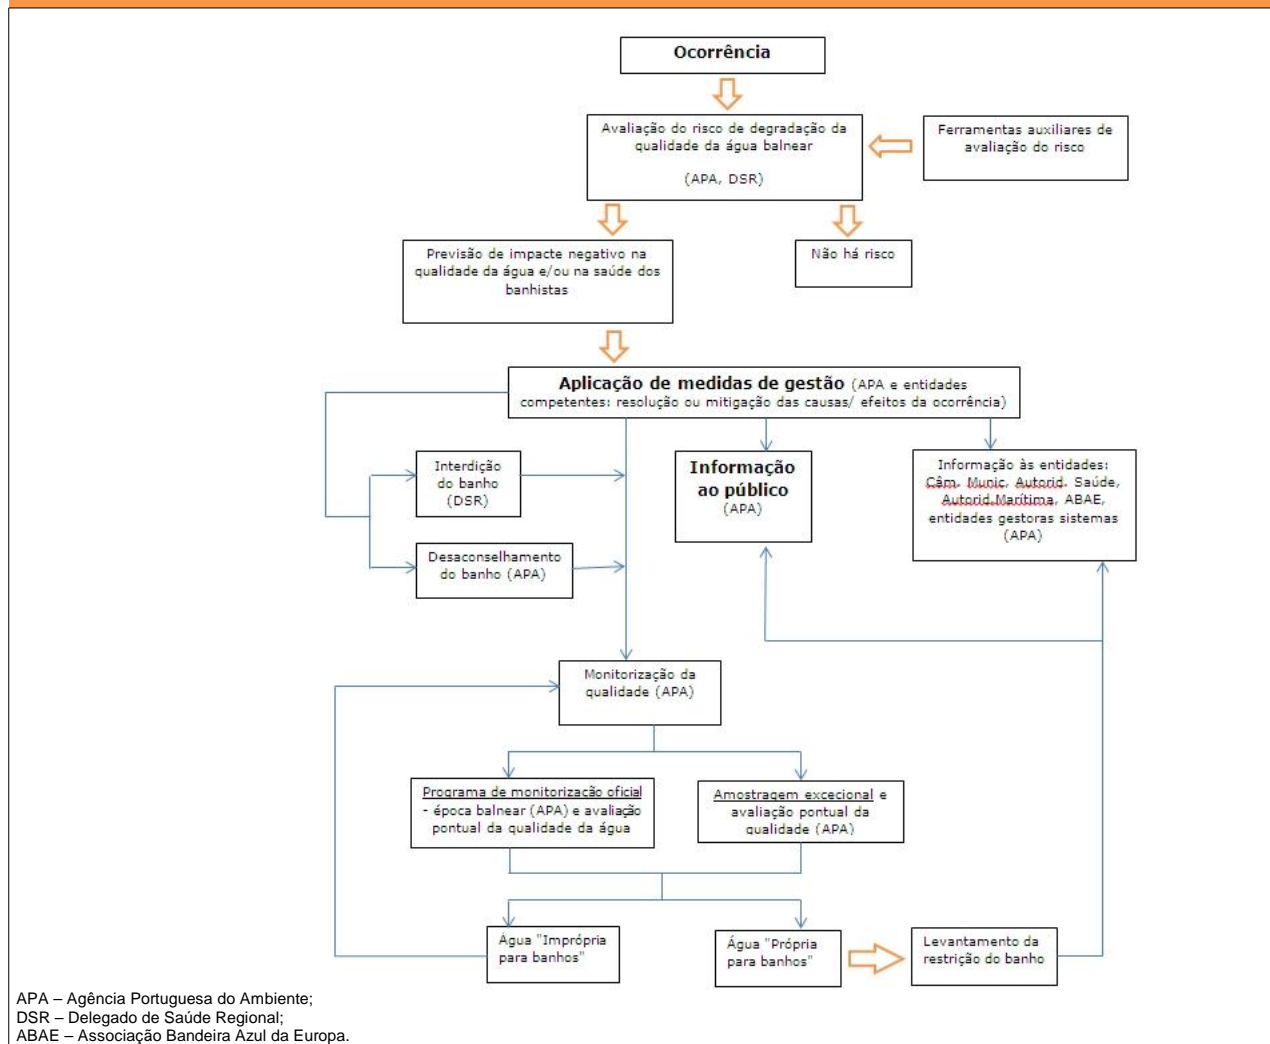 Ocorrência
Avaliação do risco de degradação da
qualidade da água balnear
(APA, DSR)
Ferramentas auxiliares de
avaliação do risco
Previsão de impacte negativo na
qualidade da água e/ou na saúde dos
banhistas
Não há risco
Aplicação de medidas de gestão (APA e entidades
competentes: resolução ou mitigação das causas/ efeitos da ocorrência)
Interdição
do banho
(DSR)
Desaconselhamento
do banho (APA)
Informação
ao público
(APA)
Informação às entidades:
Câm. Munic. Autorid. Saúde,
Autorid.Marítima, ABAE,
entidades gestoras sistemas
(APA)
Monitorização da
qualidade (APA)
Programa de monitorização oficial
- época balnear (APA) e avaliação
pontual da qualidade da água
Amostragem excecional e
avaliação pontual da
qualidade (APA)
Água "Imprópria
para banhos"
Água "Própria
para banhos"
Levantamento da
restrição do banho
APA – Agência Portuguesa do Ambiente;
DSR – Delegado de Saúde Regional;
ABAE – Associação Bandeira Azul da Europa.